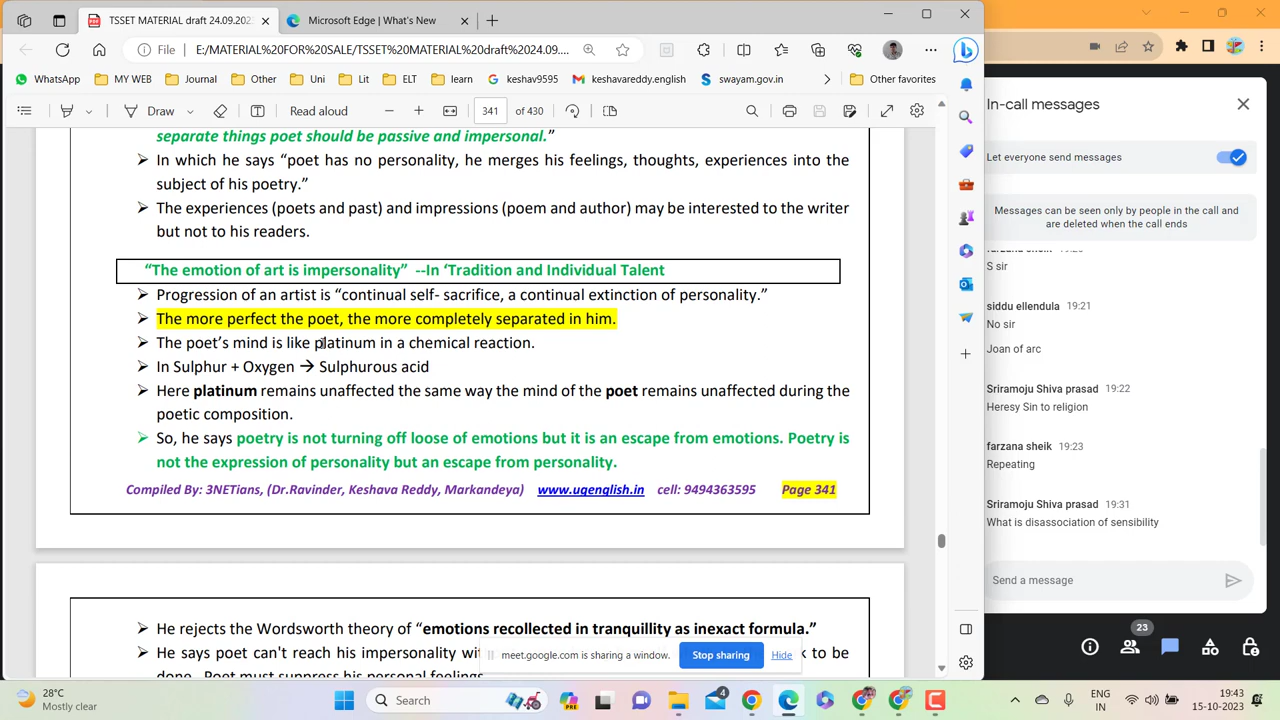 TSSET MATERIAL draft 24.09.202
Microsoft Edge | What's New
File
E:/MATERIAL%20FOR%20SALE/TSSET%20MATERIAL%20draft%2024.09....
WhatsApp
MY WEB
Journal
Other
Uni
Lit
ELT
learn
keshav9595
keshavareddy.english
swayam.gov.in
Other favorites
Draw
Read aloud
341
of 430
separate things poet should be passive and impersonal.”
In which he says “poet has no personality, he merges his feelings, thoughts, experiences into the
subject of his poetry.”
The experiences (poets and past) and impressions (poem and author) may be interested to the writer
but not to his readers.
“The emotion of art is impersonality” --In ‘Tradition and Individual Talent
Progression of an artist is “continual self- sacrifice, a continual extinction of personality.”
The more perfect the poet, the more completely separated in him.
The poet’s mind is like platinum in a chemical reaction.
In Sulphur + Oxygen → Sulphurous acid
Here platinum remains unaffected the same way the mind of the poet remains unaffected during the
poetic composition.
So, he says poetry is not turning off loose of emotions but it is an escape from emotions. Poetry is
not the expression of personality but an escape from personality.
Compiled By: 3NETians, (Dr.Ravinder, Keshava Reddy, Markandeya) www.ugenglish.in cell: 9494363595 Page 341
He rejects the Wordsworth theory of “emotions recollected in tranquillity as inexact formula.”
He says poet can't reach his impersonality wi
k to be
done. Poet must suppress his personal feelings.
meet.google.com is sharing a window.
Stop sharing
Hide
In-call messages
Let everyone send messages
Messages can be seen only by people in the call and
are deleted when the call ends
farzana sheik
S sir
siddu ellendula 19:21
No sir
Joan of arc
Sriramoju Shiva prasad 19:22
Heresy Sin to religion
farzana sheik 19:23
Repeating
Sriramoju Shiva prasad 19:31
What is disassociation of sensibility
Send a message
23
28°C
Mostly clear
Search
4
ENG
IN
19:43
15-10-2023